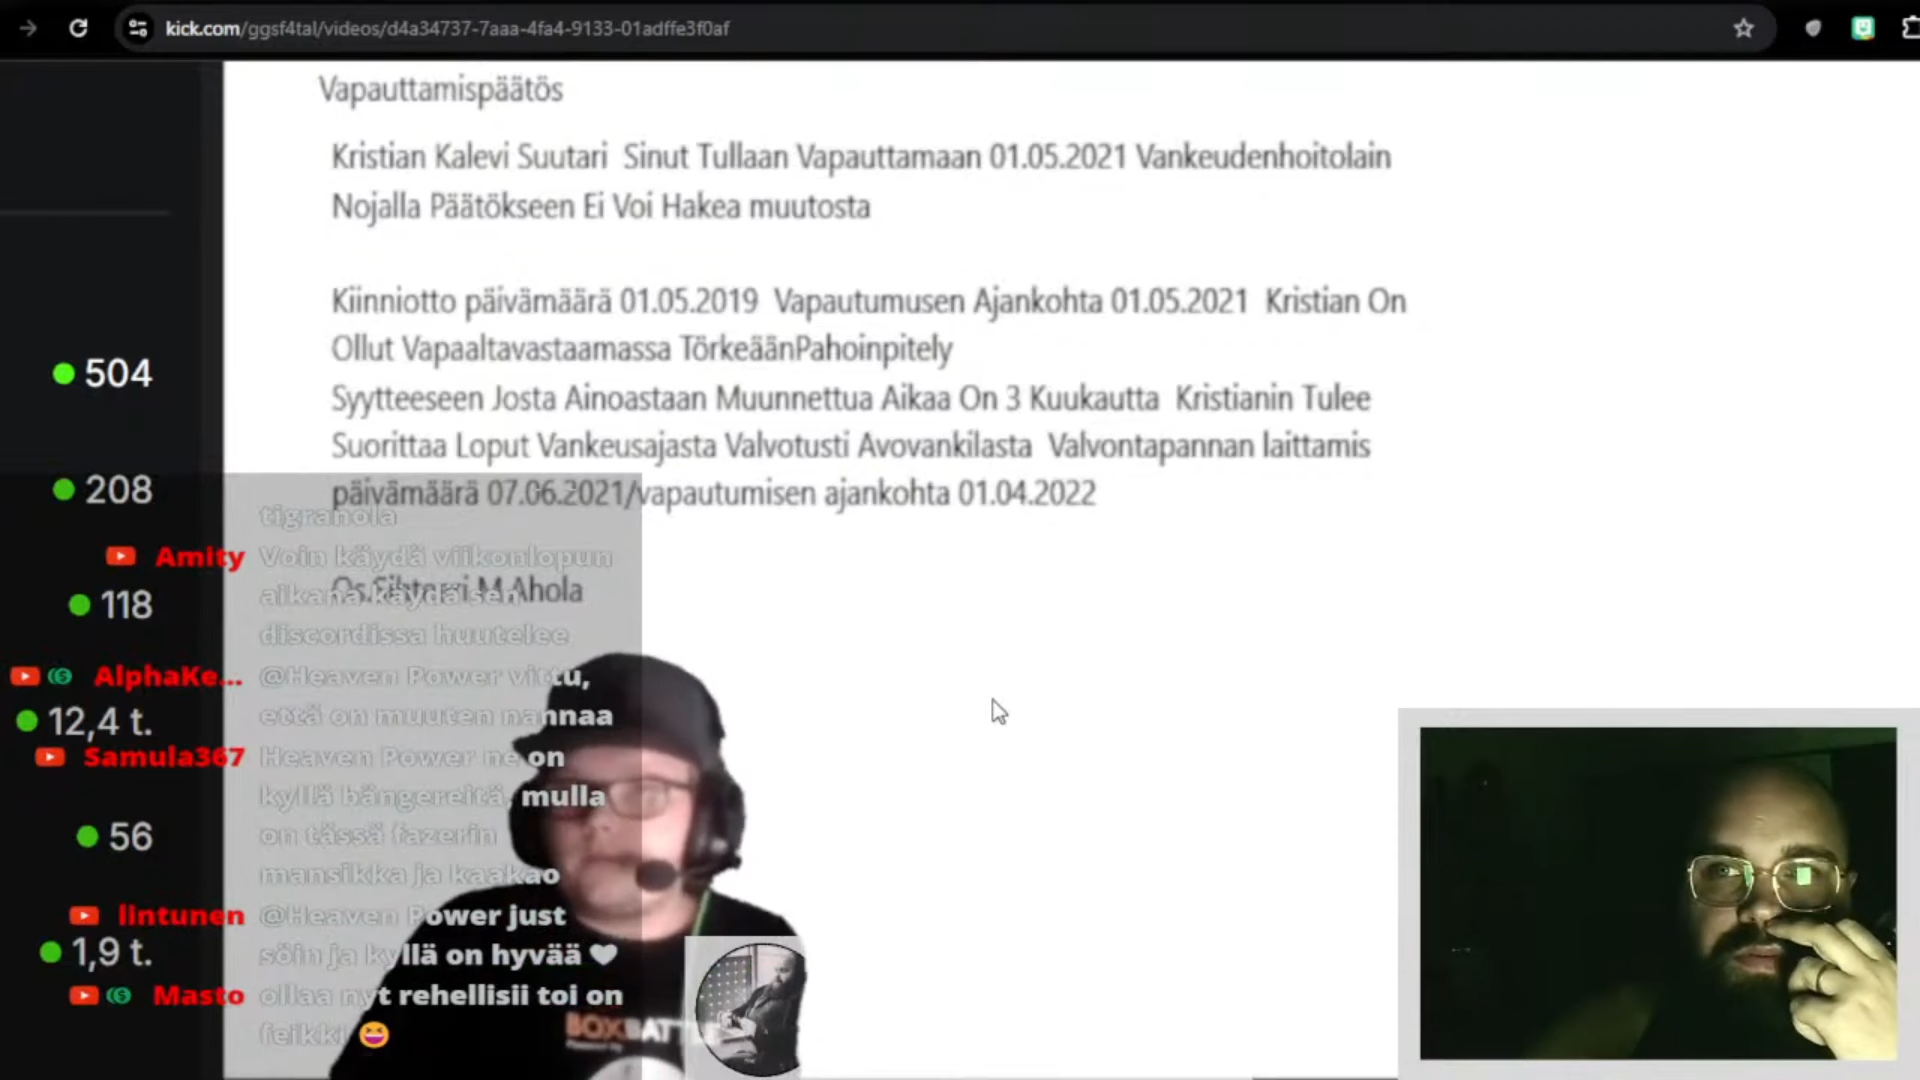 kick.com/ggsf4tal/videos/d4a34737-7aaa-4fa4-9133-01adffe3f0af
Vapauttamispäätös
Kristian Kalevi Suutari Sinut Tullaan Vapauttamaan 01.05.2021 Vankeudenhoitolain
Nojalla Päätökseen Ei Voi Hakea muutosta
Kiinniotto päivämäärä 01.05.2019 Vapautumusen Ajankohta 01.05.2021 Kristian On
Ollut Vapaaltavastaamassa TörkeäänPahoinpitely
Syytteeseen Josta Ainoastaan Muunnettua Aikaa On 3 Kuukautta Kristianin Tulee
Suorittaa Loput Vankeusajasta Valvotusti Avovankilasta Valvontapannan laittamis
päivämäärä 07.06.2021/vapautumisen ajankohta 01.04.2022
M.Ahola
504
208
118
12,4 t.
56
1,9 t.
tigranola
Amity Voin käydä viikonlopun
aikana käydä sen
discordissa huutelee
AlphaKe... @Heaven Power vittu,
että on muuten nannaa
Samula367 Heaven Power ne on
kyllä bängereitä, mulla
on tässä fazerin
mansikka ja kaakao
lintunen @Heaven Power just
söin ja kyllä on hyvää 🤍
Masto ollaa nyt rehellisii toi on
feikki 😆
BOXBATTLE